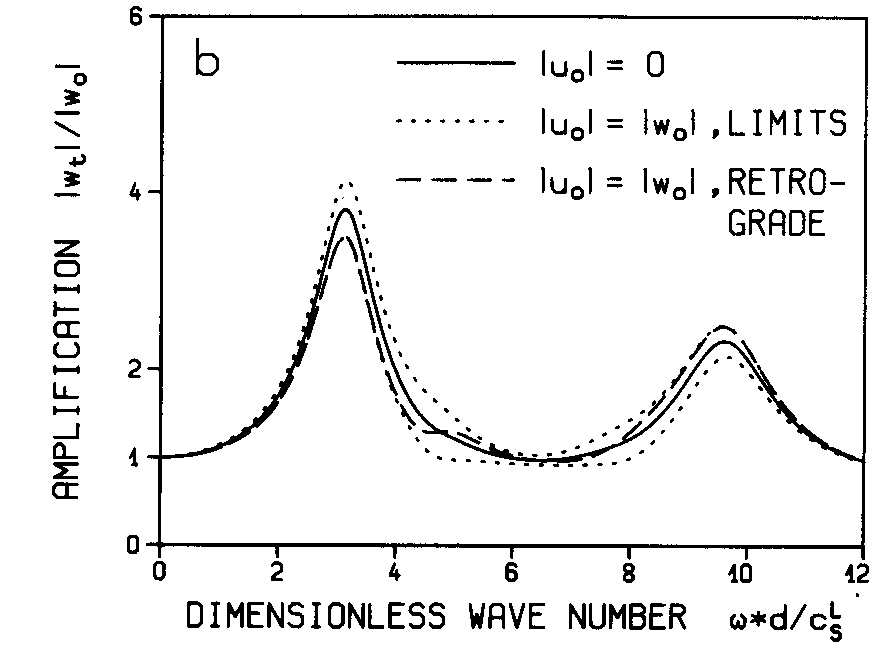 6
b
|u₀| = 0
|u₀| = |w₀| , LIMITS
|u₀| = |w₀| , RETRO-
GRADE
4
2
1
0
AMPLIFICATION |wₜ|/|w₀|
0 2 4 6 8 10 12
DIMENSIONLESS WAVE NUMBER ω*d/c_S^L